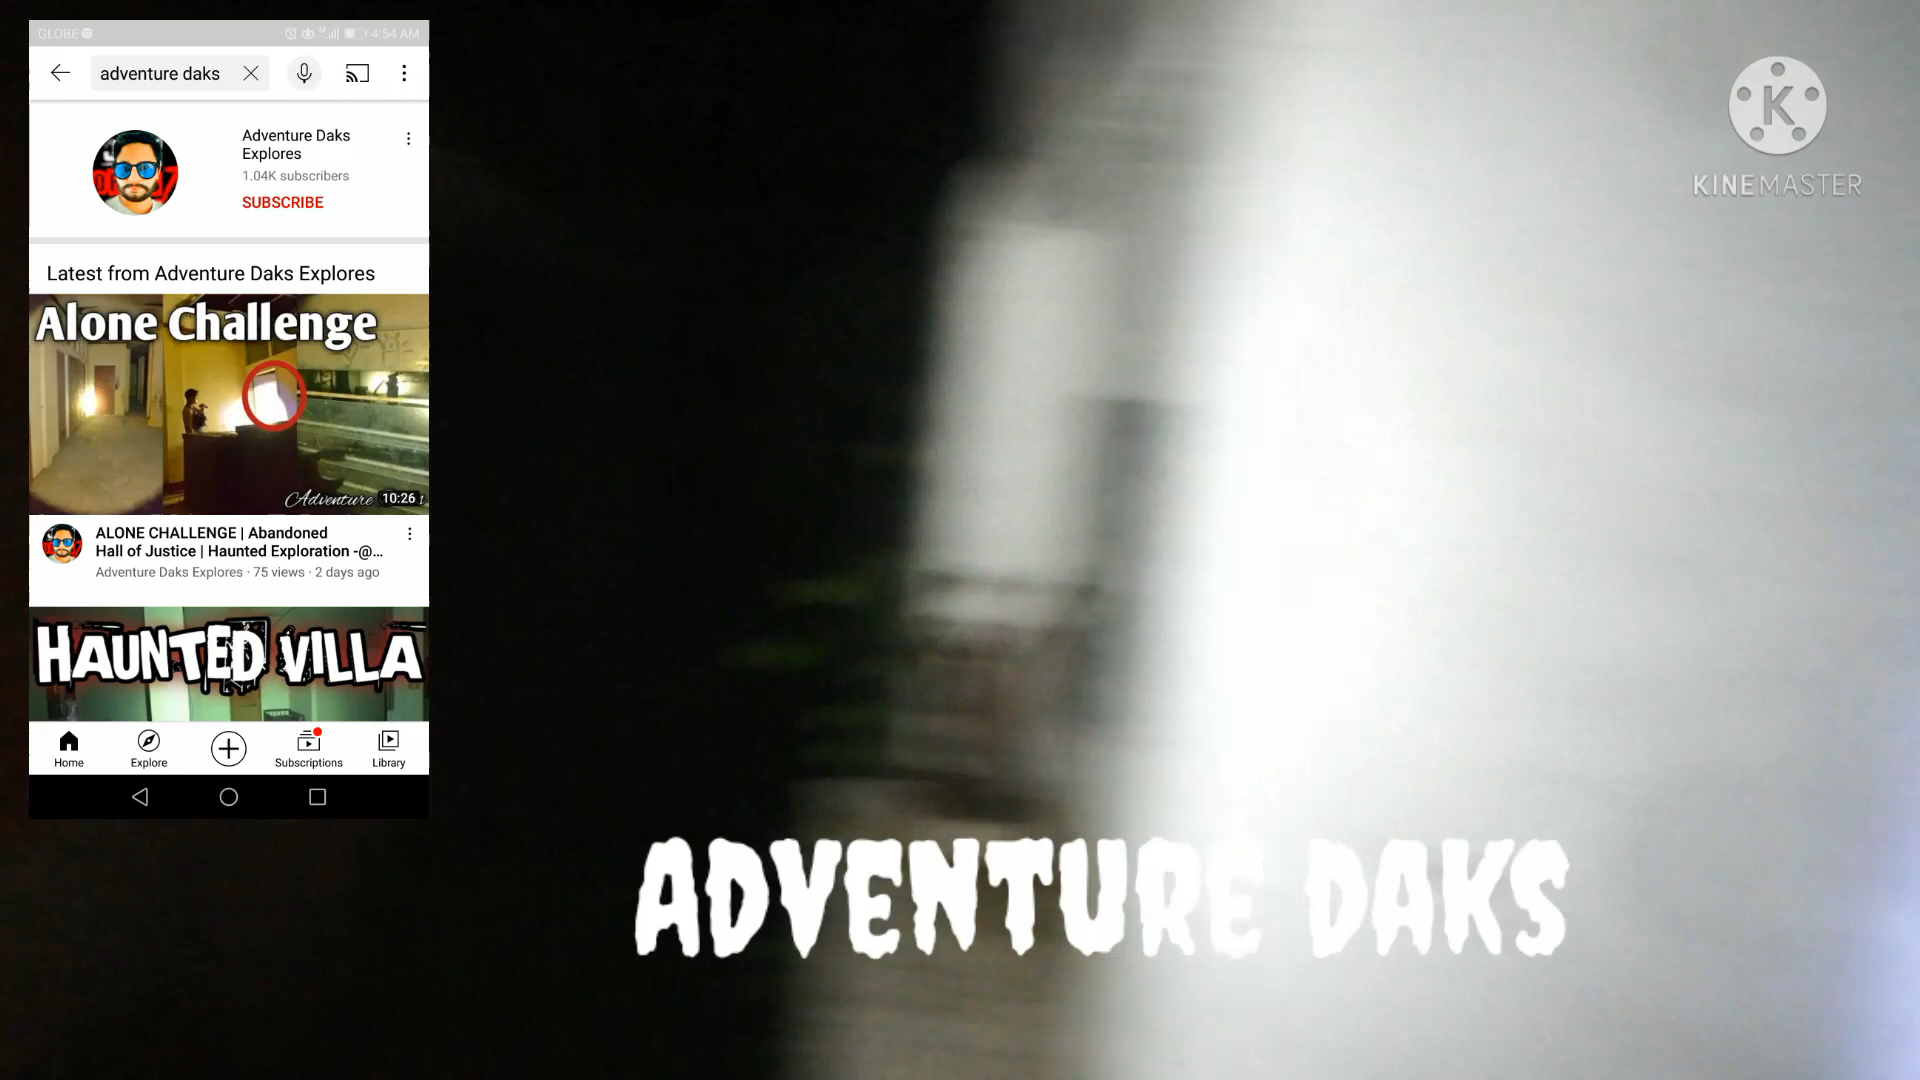 GLOBE
4:54 AM
adventure daks
Adventure Daks
Explores
1.04K subscribers
SUBSCRIBE
Latest from Adventure Daks Explores
Alone Challenge
Adventure
10:26
ALONE CHALLENGE | Abandoned
Hall of Justice | Haunted Exploration -@...
Adventure Daks Explores · 75 views · 2 days ago
HAUNTED VILLA
Home
Explore
Subscriptions
Library
K
KINEMASTER
ADVENTURE DAKS